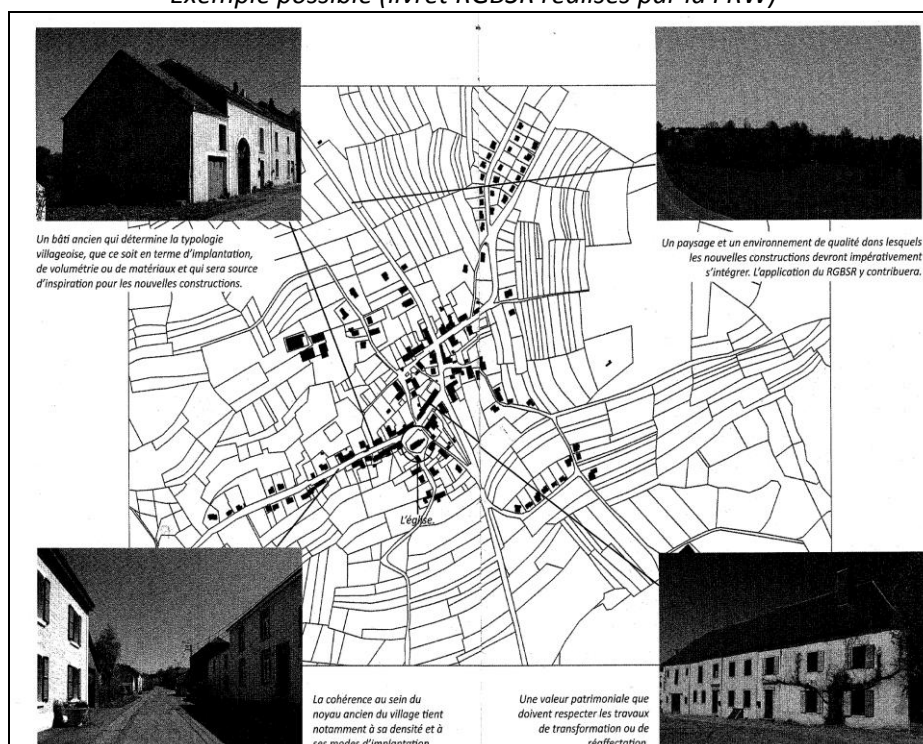 Exemple possible (livret RGBSR réalisés par la FRW)
Un bâti ancien qui détermine la typologie
villageoise, que ce soit en terme d'implantation,
de volumétrie ou de matériaux et qui sera source
d'inspiration pour les nouvelles constructions.
Un paysage et un environnement de qualité dans lesquels
les nouvelles constructions devront impérativement
s'intégrer. L'application du RGBSR y contribuera.
L'église.
La cohérence au sein du
noyau ancien du village tient
notamment à sa densité et à
ses modes d'implantation
Une valeur patrimoniale que
doivent respecter les travaux
de transformation ou de
réaffectation.